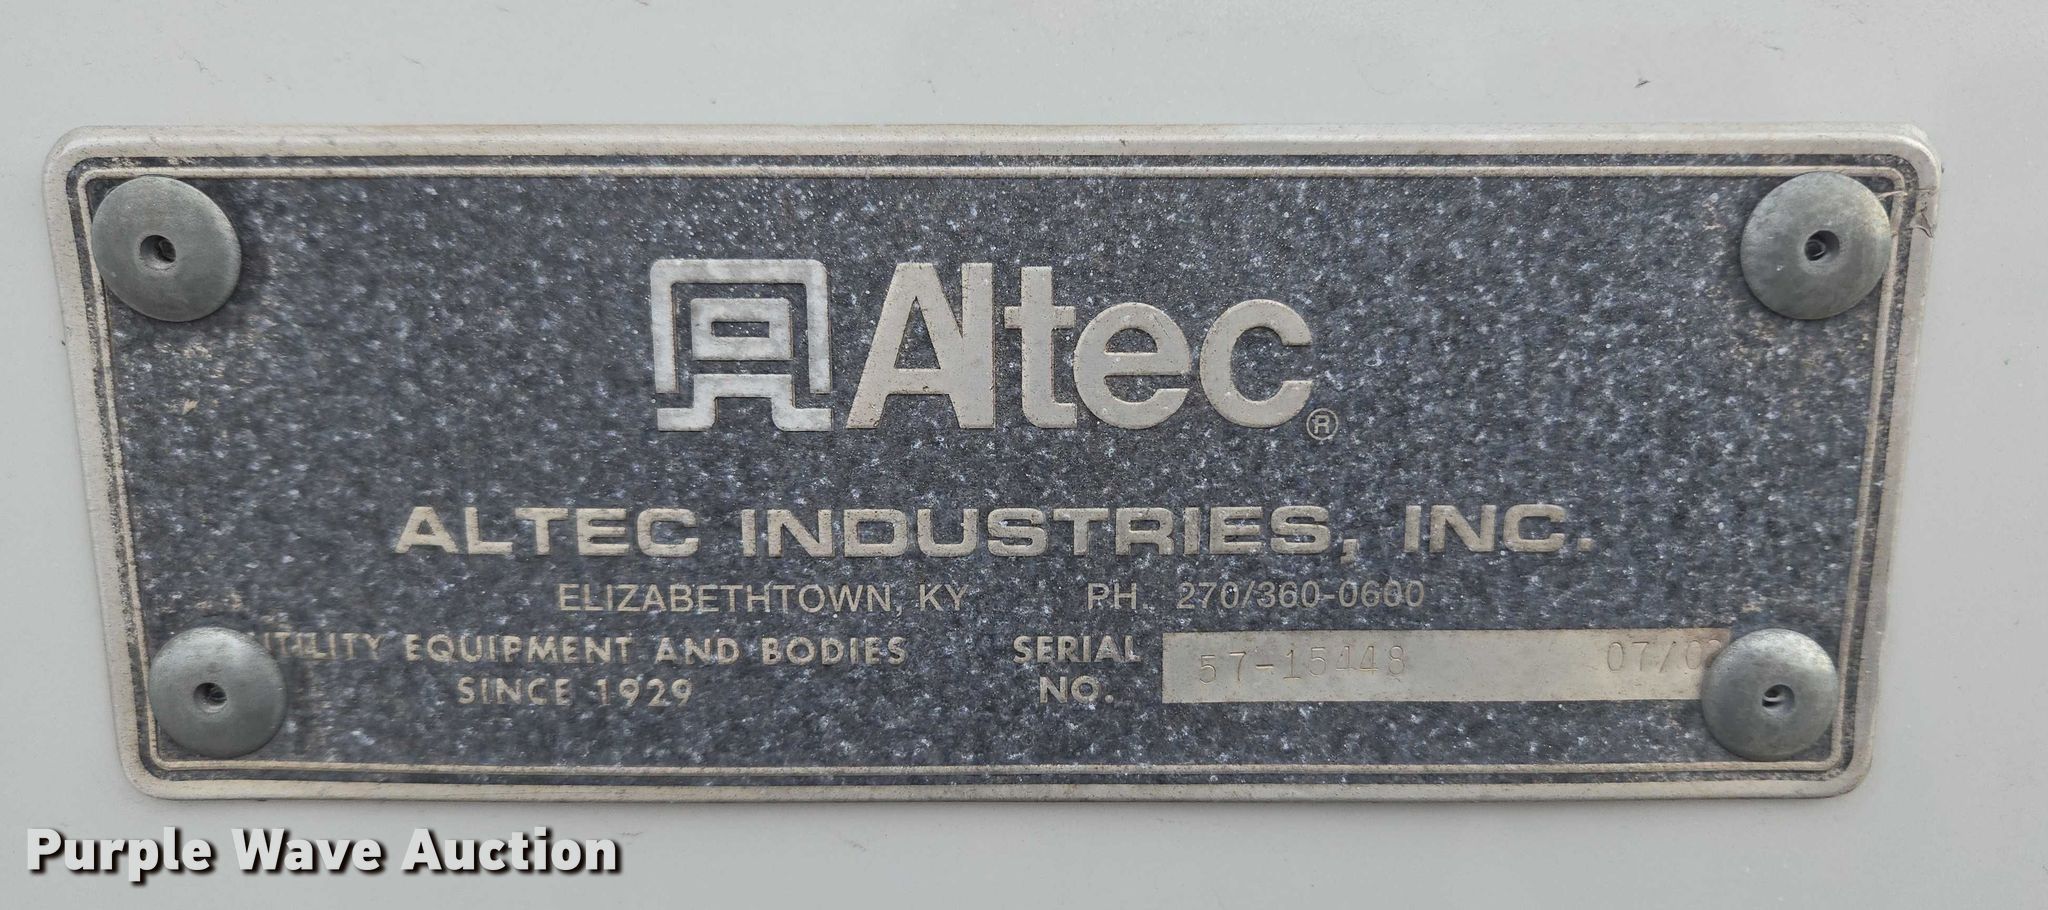 Altec®
ALTEC INDUSTRIES, INC.
ELIZABETHTOWN, KY PH. 270/360-0600
UTILITY EQUIPMENT AND BODIES
SINCE 1929
SERIAL
NO. 57-15448
Purple Wave Auction